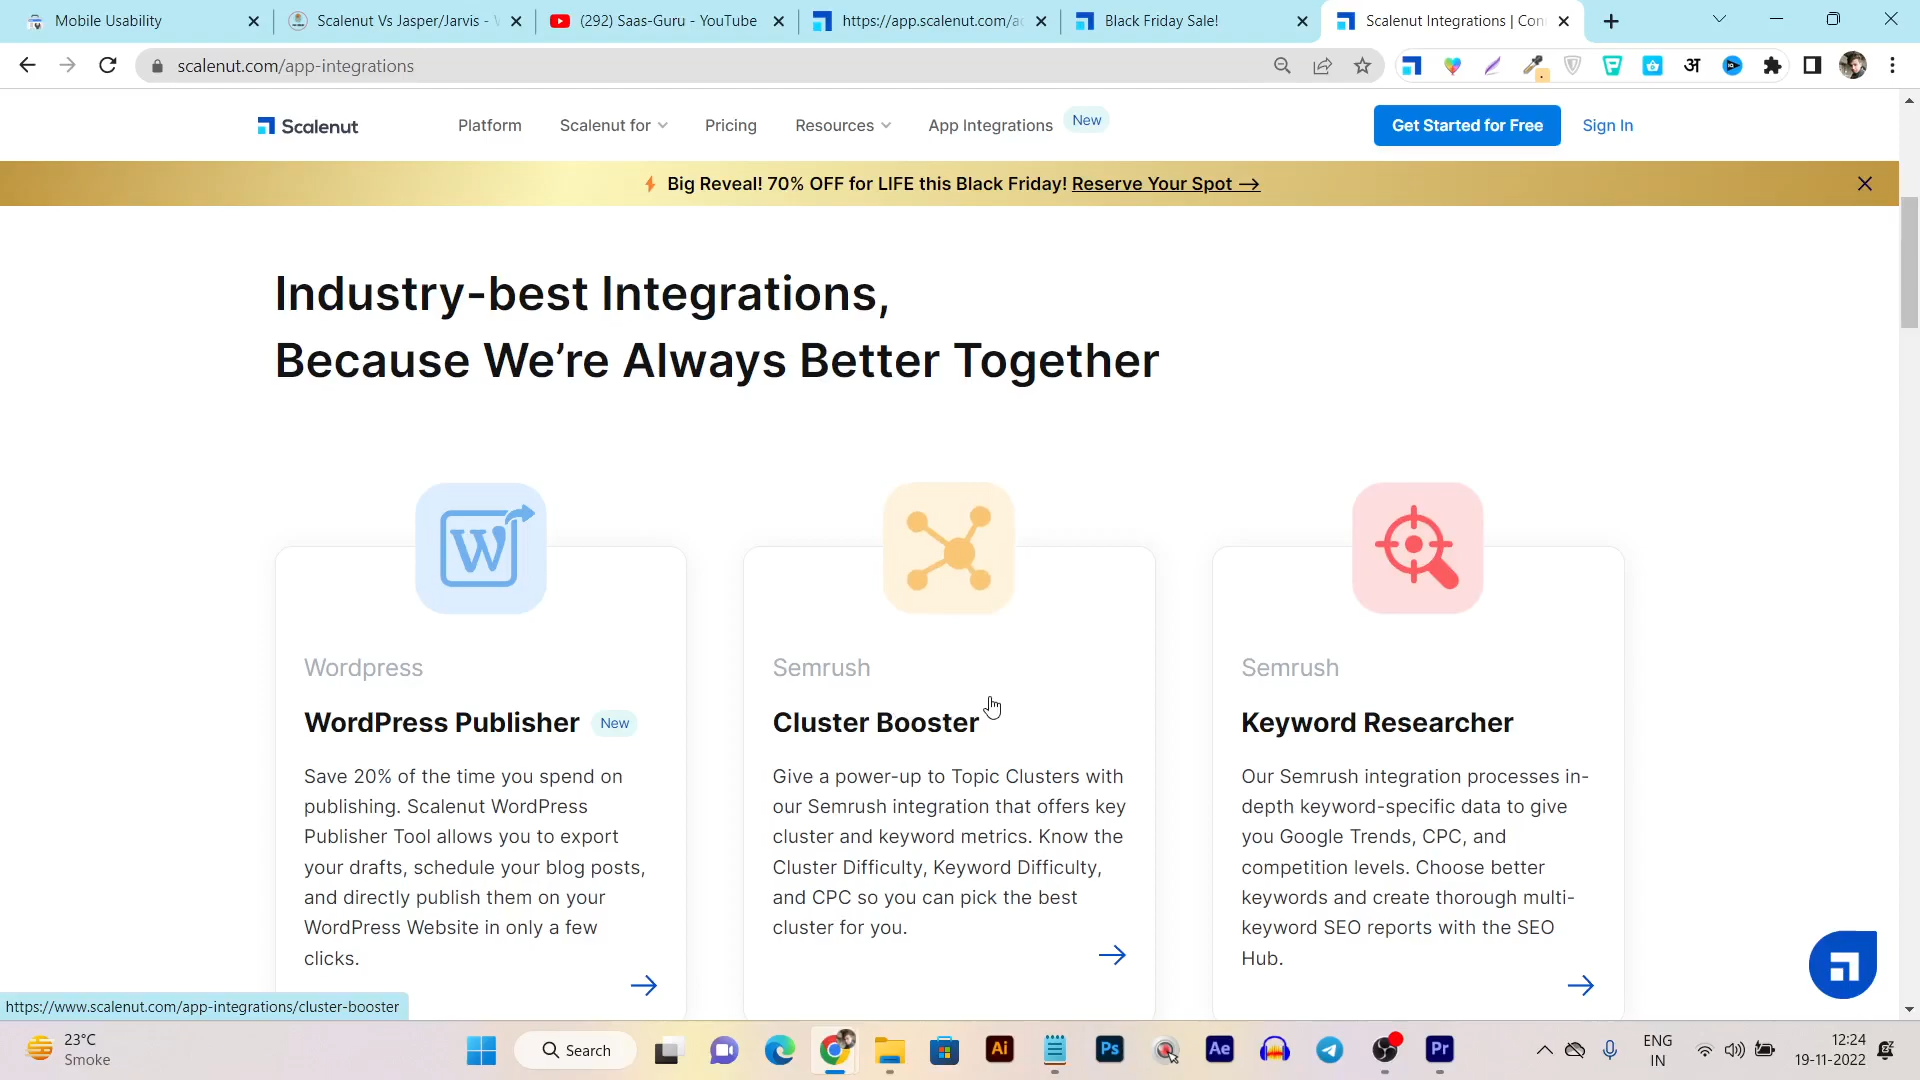 Mobile Usability
Scalenut Vs Jasper/Jarvis -
(292) Saas-Guru - YouTube
https://app.scalenut.com/ac
Black Friday Sale!
Scalenut Integrations | Con
scalenut.com/app-integrations
अ
Scalenut
Platform
Scalenut for
Pricing
Resources
App Integrations
New
Get Started for Free
Sign In
Big Reveal! 70% OFF for LIFE this Black Friday! Reserve Your Spot →
Industry-best Integrations,
Because We're Always Better Together
Wordpress
WordPress Publisher New
Save 20% of the time you spend on
publishing. Scalenut WordPress
Publisher Tool allows you to export
your drafts, schedule your blog posts,
and directly publish them on your
WordPress Website in only a few
clicks.
Semrush
Cluster Booster
Give a power-up to Topic Clusters with
our Semrush integration that offers key
cluster and keyword metrics. Know the
Cluster Difficulty, Keyword Difficulty,
and CPC so you can pick the best
cluster for you.
Semrush
Keyword Researcher
Our Semrush integration processes in-
depth keyword-specific data to give
you Google Trends, CPC, and
competition levels. Choose better
keywords and create thorough multi-
keyword SEO reports with the SEO
Hub.
https://www.scalenut.com/app-integrations/cluster-booster
23°C
Smoke
Search
Ai
Ps
Ae
Pr
ENG
IN
12:24
19-11-2022